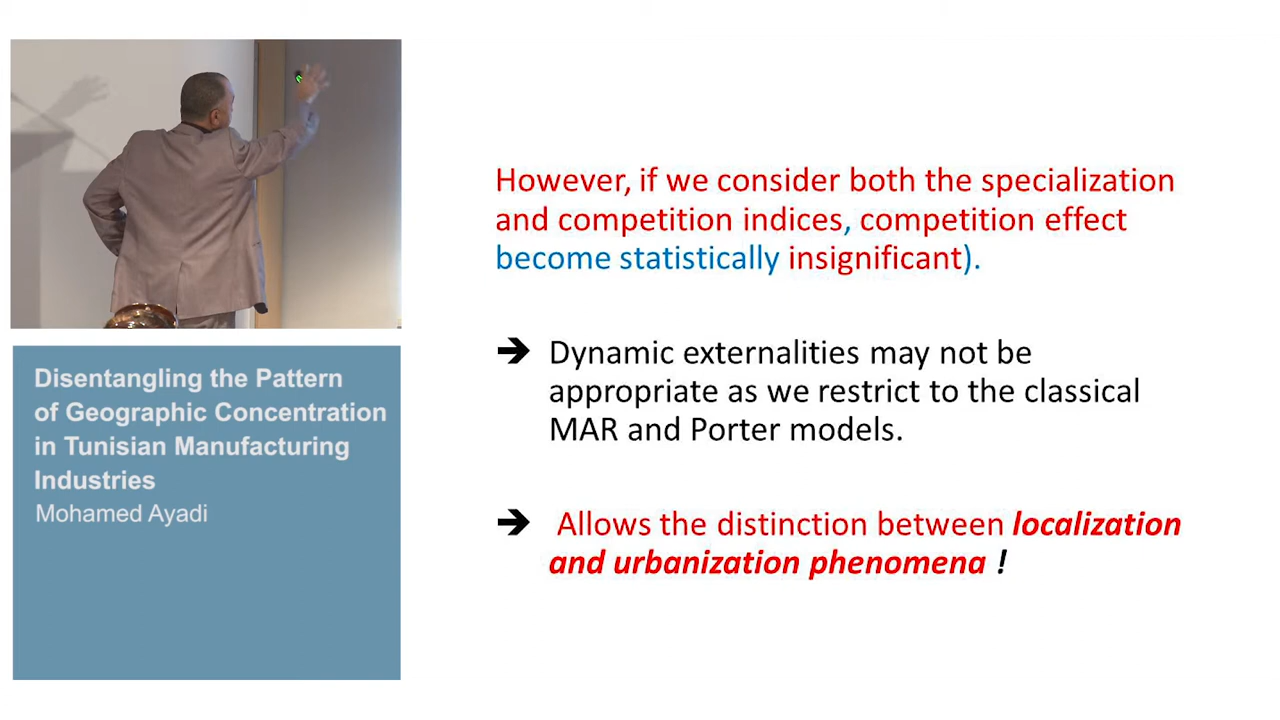 Disentangling the Pattern
of Geographic Concentration
in Tunisian Manufacturing
Industries
Mohamed Ayadi
However, if we consider both the specialization
and competition indices, competition effect
become statistically insignificant).
➔ Dynamic externalities may not be
appropriate as we restrict to the classical
MAR and Porter models.
➔ Allows the distinction between localization
and urbanization phenomena !